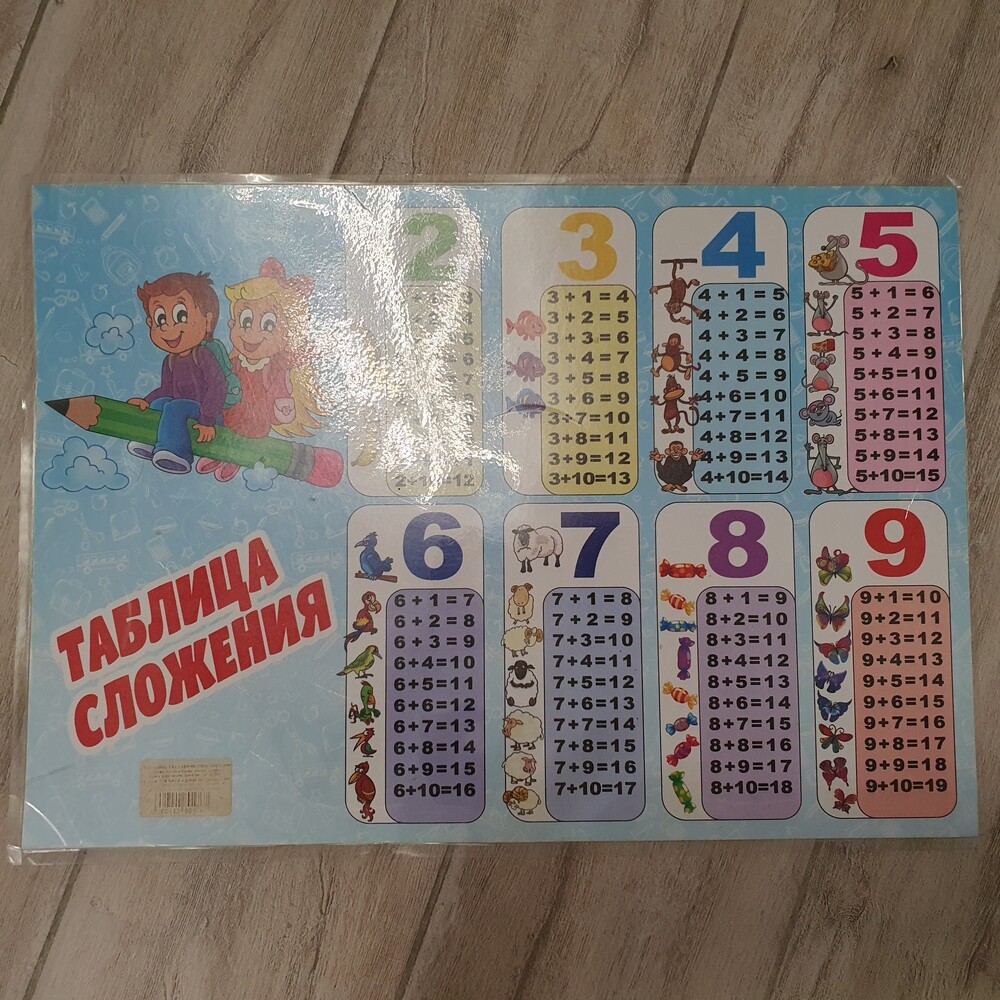 ТАБЛИЦА
СЛОЖЕНИЯ
2
2+10=12
3
3 + 1 = 4
3 + 2 = 5
3 + 3 = 6
3 + 4 = 7
3 + 5 = 8
3 + 6 = 9
3+7=10
3+8=11
3+9=12
3+10=13
4
4 + 1 = 5
4 + 2 = 6
4 + 3 = 7
4 + 4 = 8
4 + 5 = 9
4+6=10
4+7=11
4+8=12
4+9=13
4+10=14
5
5 + 1 = 6
5 + 2 = 7
5 + 3 = 8
5 + 4 = 9
5+5=10
5+6=11
5+7=12
5+8=13
5+9=14
5+10=15
6
6 + 1 = 7
6 + 2 = 8
6 + 3 = 9
6+4=10
6+5=11
6+6=12
6+7=13
6+8=14
6+9=15
6+10=16
7
7 + 1 = 8
7 + 2 = 9
7+3=10
7+4=11
7+5=12
7+6=13
7+7=14
7+8=15
7+9=16
7+10=17
8
8 + 1 = 9
8+2=10
8+3=11
8+4=12
8+5=13
8+6=14
8+7=15
8+8=16
8+9=17
8+10=18
9
9+1=10
9+2=11
9+3=12
9+4=13
9+5=14
9+6=15
9+7=16
9+8=17
9+9=18
9+10=19